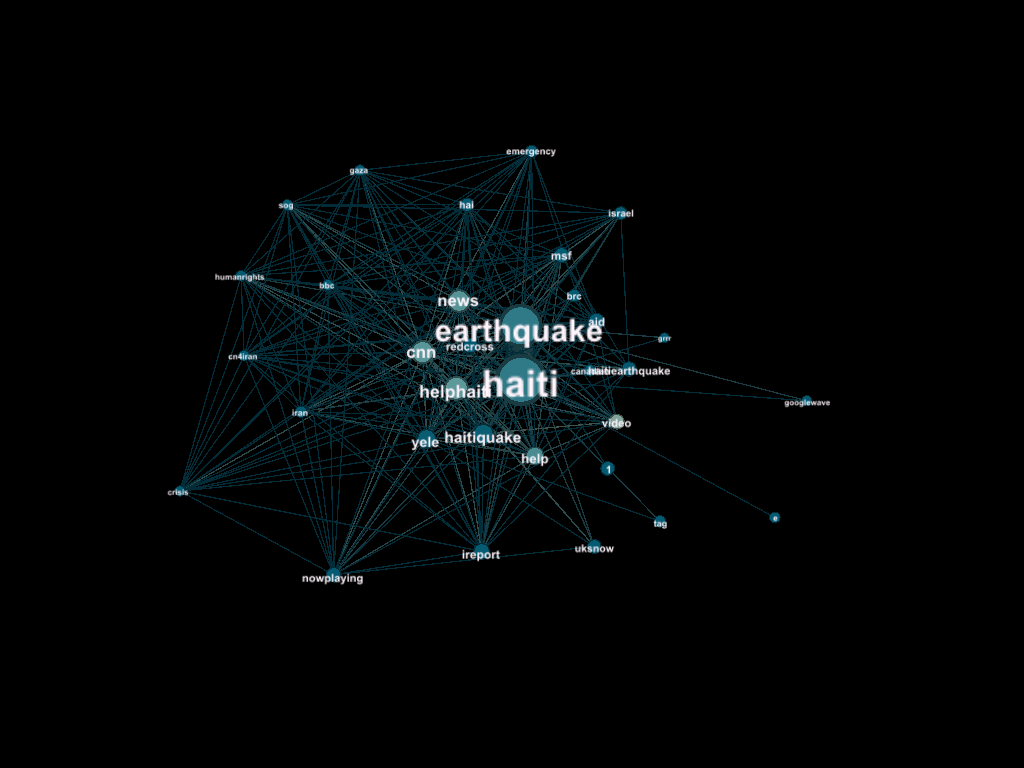 emergency
gaza
sog
hai
israel
msf
humanrights
bbc
brc
news
aid
earthquake
grrr
redcross
cnn
cn4iran
haitiearthquake
haiti
helphaiti
googlewave
iran
video
yele
haitiquake
help
1
crisis
e
tag
uksnow
ireport
nowplaying